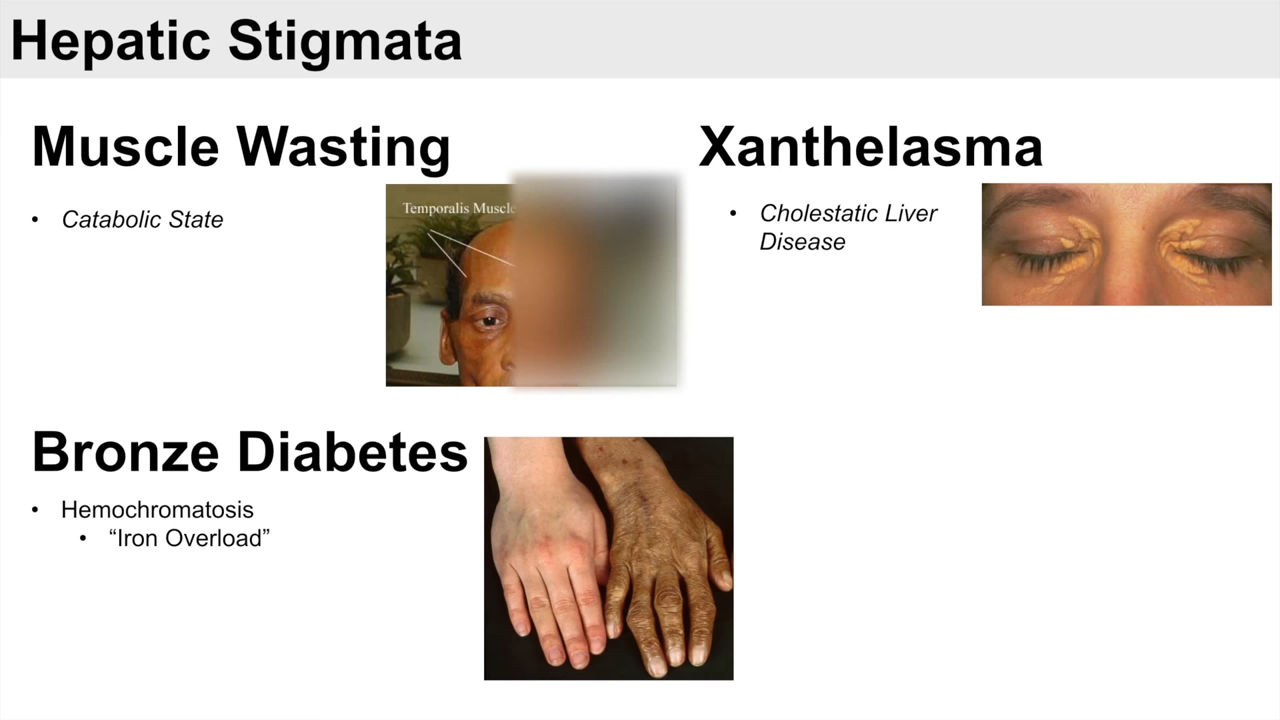 Hepatic Stigmata
Muscle Wasting
• Catabolic State
Temporalis Muscle
Xanthelasma
• Cholestatic Liver
Disease
Bronze Diabetes
• Hemochromatosis
• “Iron Overload”